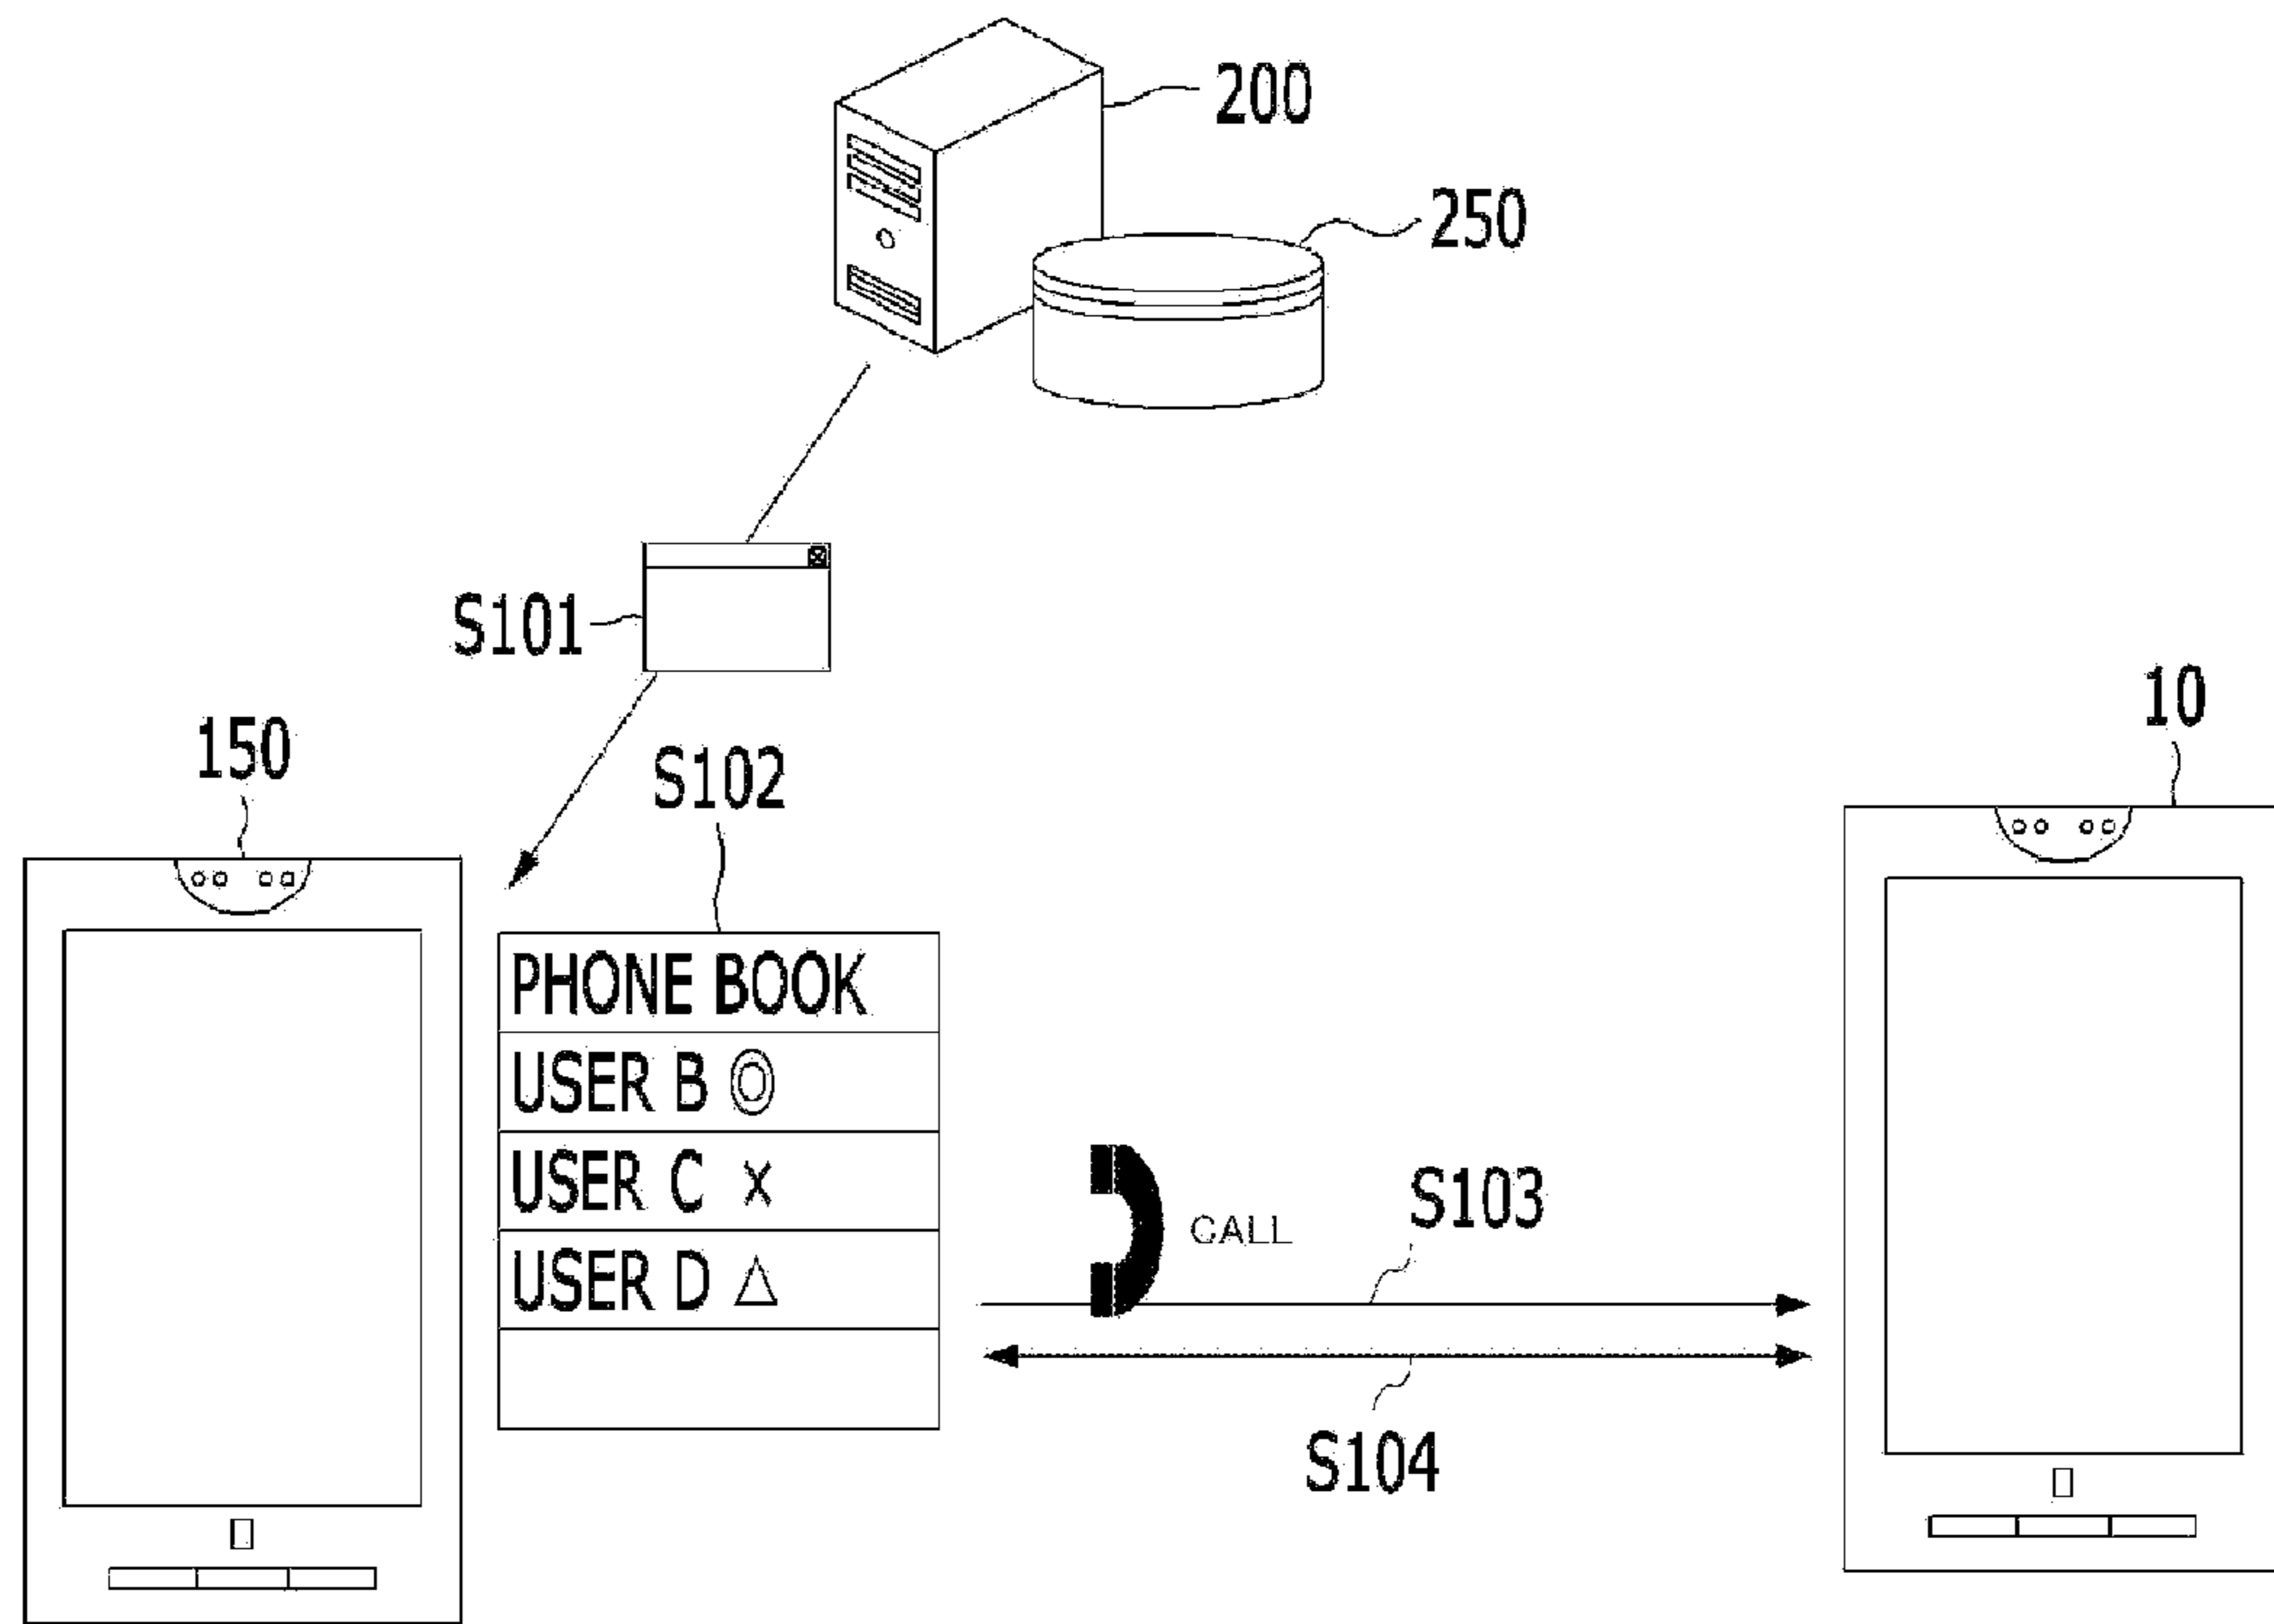 200
250
S101
150
S102
10
PHONE BOOK
USER B ◎
USER C X
USER D △
CALL
S103
S104